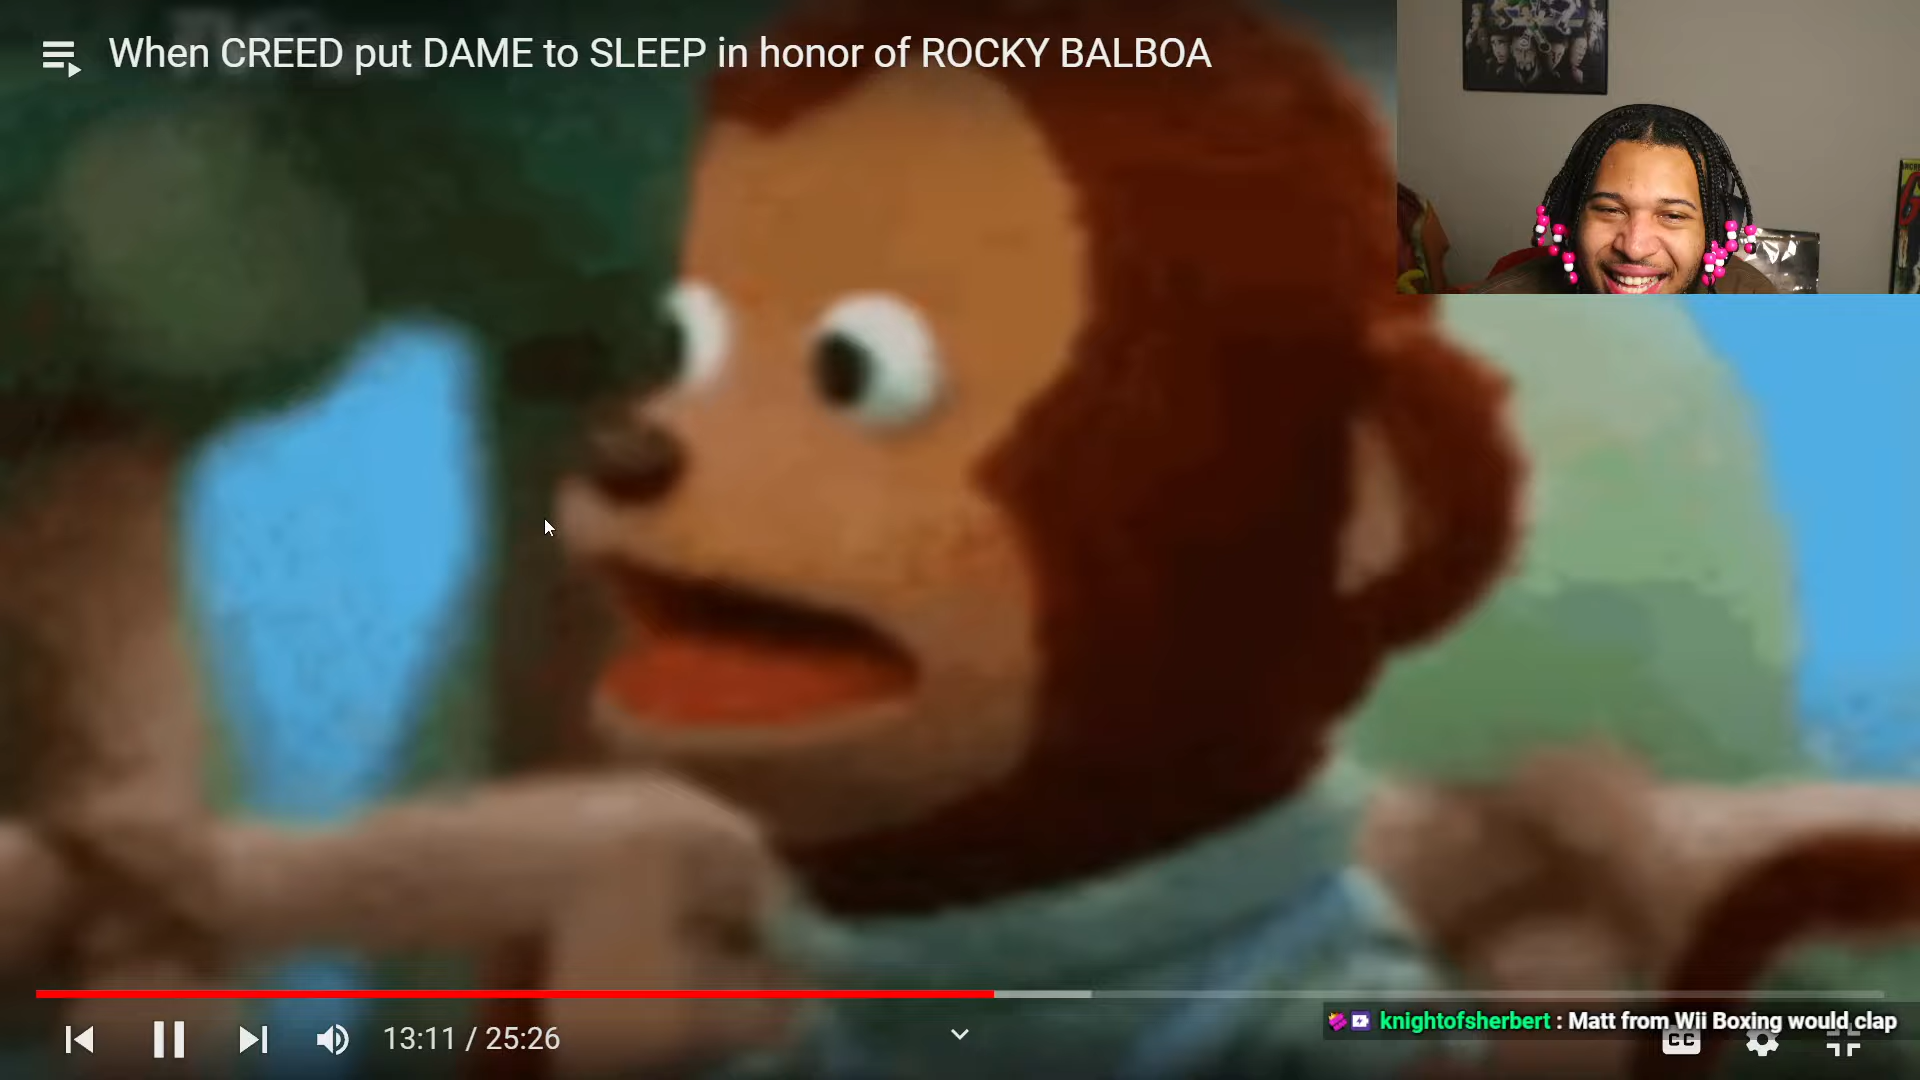 When CREED put DAME to SLEEP in honor of ROCKY BALBOA
knightofsherbert : Matt from Wii Boxing would clap
13:11 / 25:26
CC